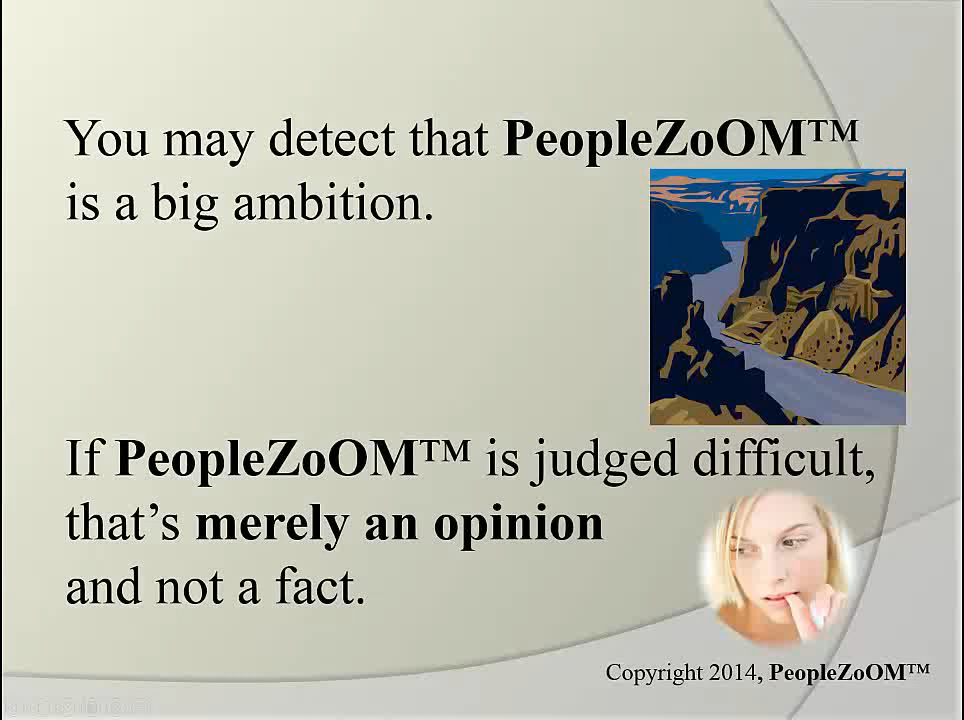 You may detect that PeopleZoOM™
is a big ambition.
If PeopleZoOM™ is judged difficult,
that’s merely an opinion
and not a fact.
Copyright 2014, PeopleZoOM™